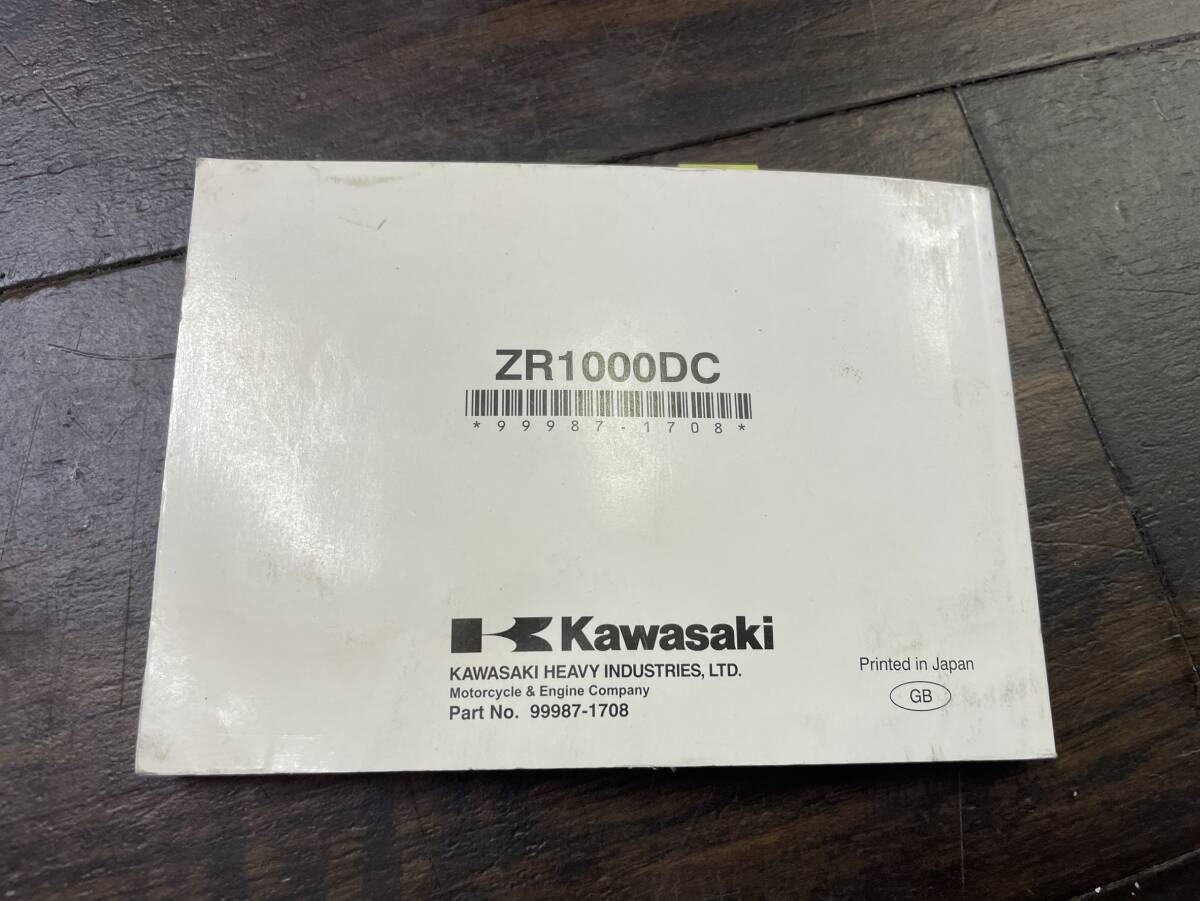 ZR1000DC
*99987-1708*
Kawasaki
KAWASAKI HEAVY INDUSTRIES, LTD.
Motorcycle & Engine Company
Part No. 99987-1708
Printed in Japan
GB